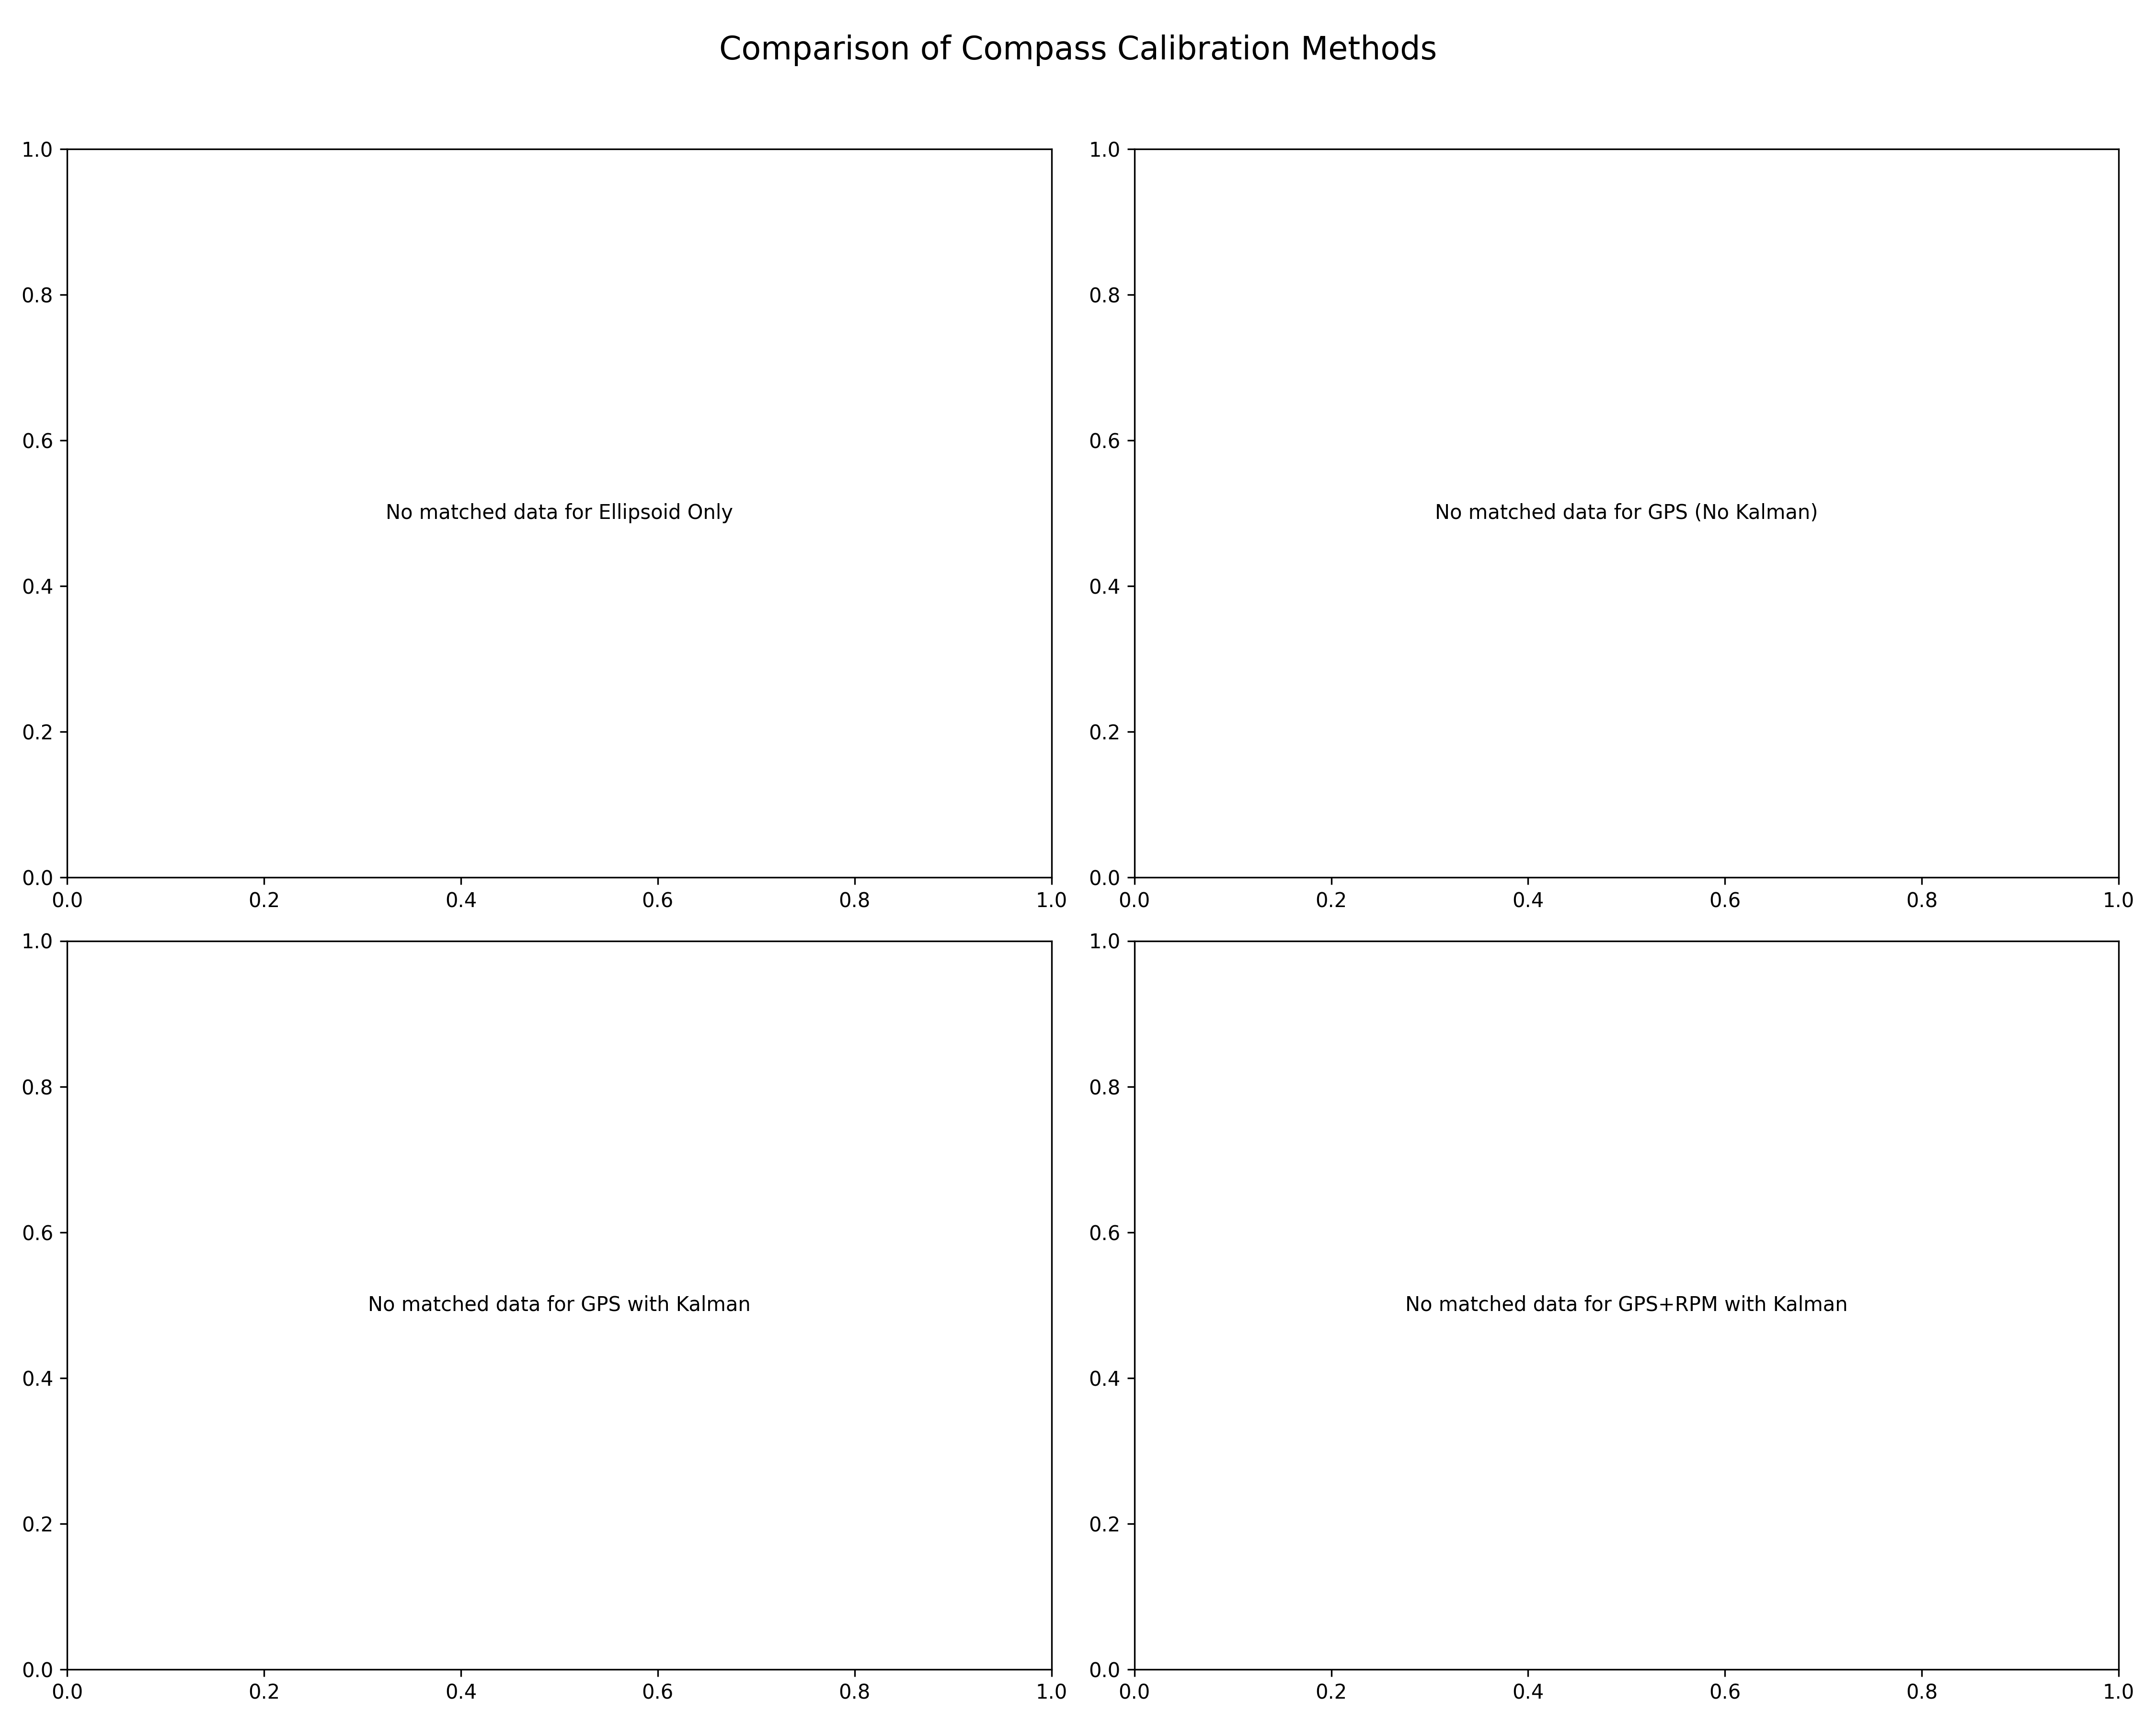 Comparison of Compass Calibration Methods
1.0
0.8
0.6
0.4
0.2
0.0
No matched data for Ellipsoid Only
0.0 0.2 0.4 0.6 0.8 1.0
1.0
0.8
0.6
0.4
0.2
0.0
No matched data for GPS (No Kalman)
0.0 0.2 0.4 0.6 0.8 1.0
1.0
0.8
0.6
0.4
0.2
0.0
No matched data for GPS with Kalman
0.0 0.2 0.4 0.6 0.8 1.0
1.0
0.8
0.6
0.4
0.2
0.0
No matched data for GPS+RPM with Kalman
0.0 0.2 0.4 0.6 0.8 1.0